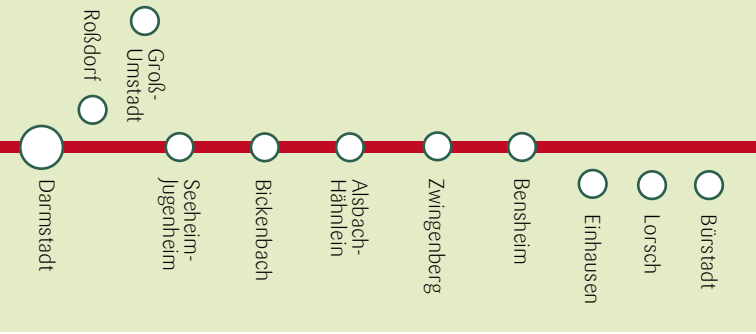 Roßdorf
Groß-
Umstadt
Darmstadt
Seeheim-
Jugenheim
Bickenbach
Alsbach-
Hähnlein
Zwingenberg
Bensheim
Einhausen
Lorsch
Bürstadt